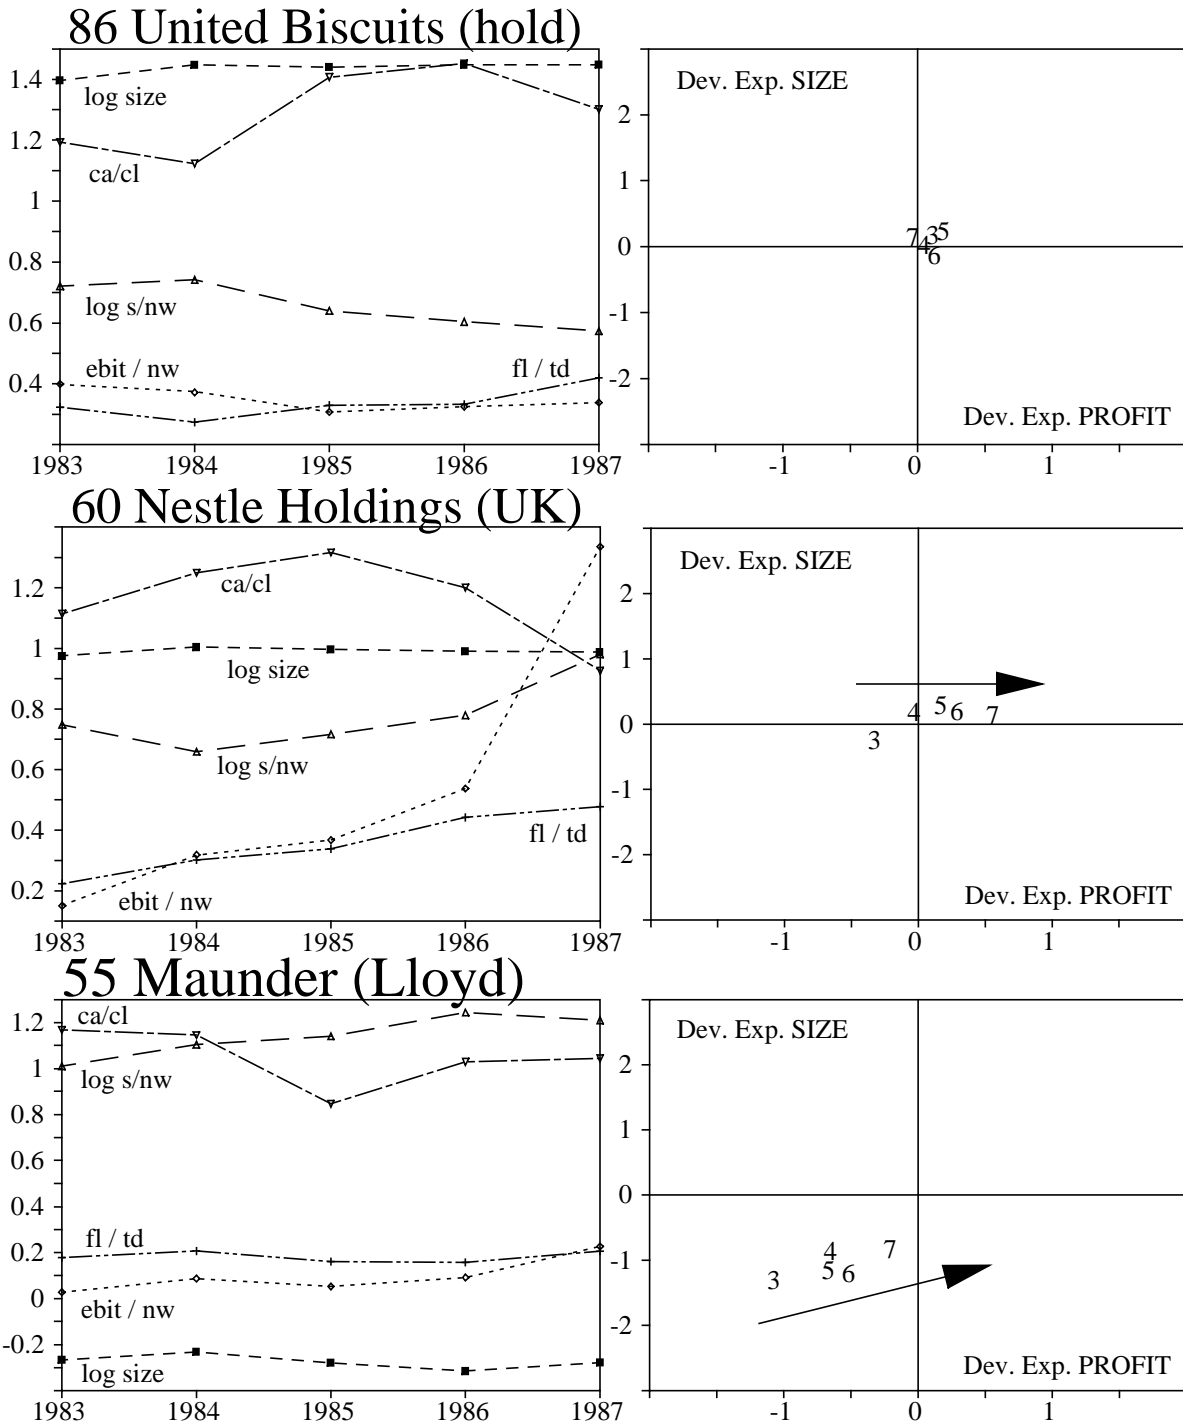 86 United Biscuits (hold)
1.4
1.2
1
0.8
0.6
0.4
log size
ca/cl
log s/nw
ebit / nw
fl / td
1983 1984 1985 1986 1987
Dev. Exp. SIZE
2
1
0
-1
-2
7 4 3 5 6
Dev. Exp. PROFIT
-1 0 1
60 Nestle Holdings (UK)
1.2
1
0.8
0.6
0.4
0.2
ca/cl
log size
log s/nw
fl / td
ebit / nw
1983 1984 1985 1986 1987
Dev. Exp. SIZE
2
1
0
-1
-2
3 4 5 6 7
Dev. Exp. PROFIT
-1 0 1
55 Maunder (Lloyd)
1.2
1
0.8
0.6
0.4
0.2
0
-0.2
ca/cl
log s/nw
fl / td
ebit / nw
log size
1983 1984 1985 1986 1987
Dev. Exp. SIZE
2
1
0
-1
-2
3 4 5 6 7
Dev. Exp. PROFIT
-1 0 1